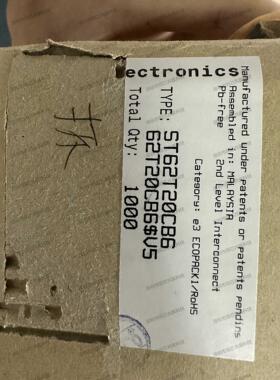 Manufactured under patents or patents pending
Assembled in: MALAYSIA
Pb-free 2nd Level Interconnect
Category: e3 ECOPACK1/RoHS
ectronics
TYPE: ST62T20CB6
62T20CB6$V5
Total Qty: 1000